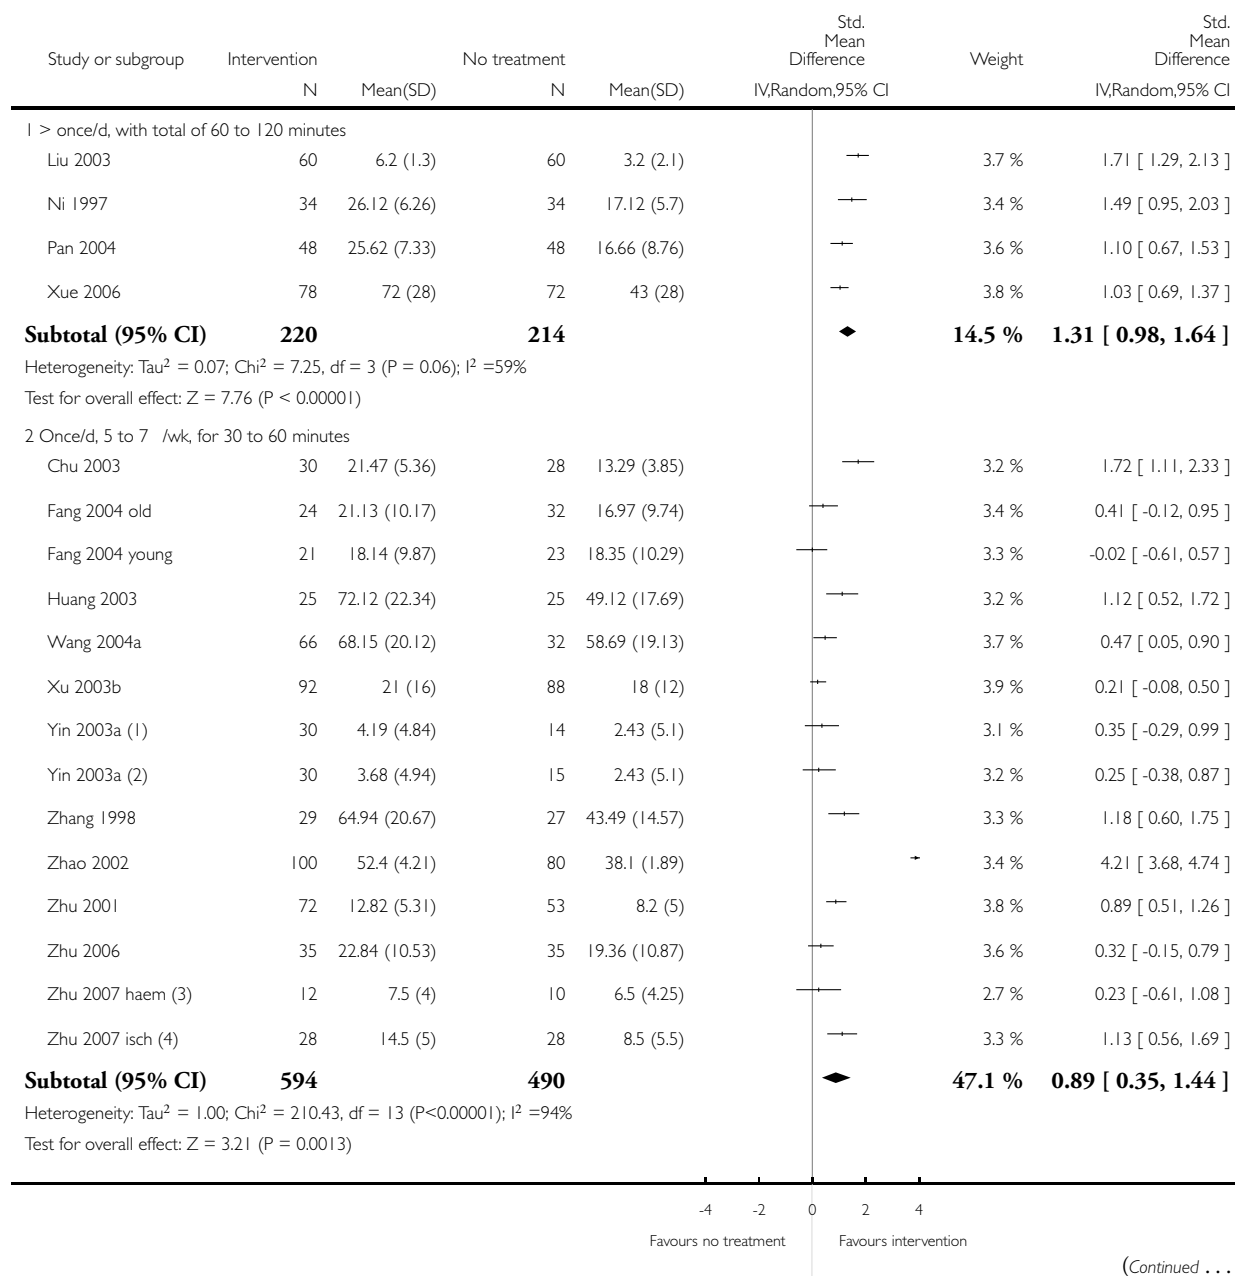 Std.
Mean
Difference
Std.
Mean
Difference
Study or subgroup Intervention No treatment Weight
N Mean(SD) N Mean(SD) IV,Random,95% CI IV,Random,95% CI
1 > once/d, with total of 60 to 120 minutes
Liu 2003 60 6.2 (1.3) 60 3.2 (2.1) 3.7 % 1.71 [ 1.29, 2.13 ]
Ni 1997 34 26.12 (6.26) 34 17.12 (5.7) 3.4 % 1.49 [ 0.95, 2.03 ]
Pan 2004 48 25.62 (7.33) 48 16.66 (8.76) 3.6 % 1.10 [ 0.67, 1.53 ]
Xue 2006 78 72 (28) 72 43 (28) 3.8 % 1.03 [ 0.69, 1.37 ]
Subtotal (95% CI) 220 214 14.5 % 1.31 [ 0.98, 1.64 ]
Heterogeneity: Tau² = 0.07; Chi² = 7.25, df = 3 (P = 0.06); I² =59%
Test for overall effect: Z = 7.76 (P < 0.00001)
2 Once/d, 5 to 7 /wk, for 30 to 60 minutes
Chu 2003 30 21.47 (5.36) 28 13.29 (3.85) 3.2 % 1.72 [ 1.11, 2.33 ]
Fang 2004 old 24 21.13 (10.17) 32 16.97 (9.74) 3.4 % 0.41 [ -0.12, 0.95 ]
Fang 2004 young 21 18.14 (9.87) 23 18.35 (10.29) 3.3 % -0.02 [ -0.61, 0.57 ]
Huang 2003 25 72.12 (22.34) 25 49.12 (17.69) 3.2 % 1.12 [ 0.52, 1.72 ]
Wang 2004a 66 68.15 (20.12) 32 58.69 (19.13) 3.7 % 0.47 [ 0.05, 0.90 ]
Xu 2003b 92 21 (16) 88 18 (12) 3.9 % 0.21 [ -0.08, 0.50 ]
Yin 2003a (1) 30 4.19 (4.84) 14 2.43 (5.1) 3.1 % 0.35 [ -0.29, 0.99 ]
Yin 2003a (2) 30 3.68 (4.94) 15 2.43 (5.1) 3.2 % 0.25 [ -0.38, 0.87 ]
Zhang 1998 29 64.94 (20.67) 27 43.49 (14.57) 3.3 % 1.18 [ 0.60, 1.75 ]
Zhao 2002 100 52.4 (4.21) 80 38.1 (1.89) 3.4 % 4.21 [ 3.68, 4.74 ]
Zhu 2001 72 12.82 (5.31) 53 8.2 (5) 3.8 % 0.89 [ 0.51, 1.26 ]
Zhu 2006 35 22.84 (10.53) 35 19.36 (10.87) 3.6 % 0.32 [ -0.15, 0.79 ]
Zhu 2007 haem (3) 12 7.5 (4) 10 6.5 (4.25) 2.7 % 0.23 [ -0.61, 1.08 ]
Zhu 2007 isch (4) 28 14.5 (5) 28 8.5 (5.5) 3.3 % 1.13 [ 0.56, 1.69 ]
Subtotal (95% CI) 594 490 47.1 % 0.89 [ 0.35, 1.44 ]
Heterogeneity: Tau² = 1.00; Chi² = 210.43, df = 13 (P<0.00001); I² =94%
Test for overall effect: Z = 3.21 (P = 0.0013)
-4 -2 0 2 4
Favours no treatment Favours intervention
(Continued . . .